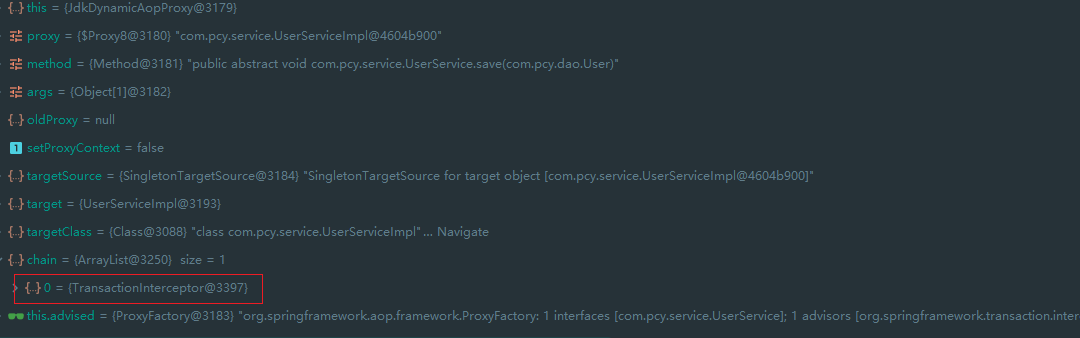 this = {JdkDynamicAopProxy@3179}
proxy = {$Proxy8@3180} "com.pcy.service.UserServiceImpl@4604b900"
method = {Method@3181} "public abstract void com.pcy.service.UserService.save(com.pcy.dao.User)"
args = {Object[1]@3182}
oldProxy = null
setProxyContext = false
targetSource = {SingletonTargetSource@3184} "SingletonTargetSource for target object [com.pcy.service.UserServiceImpl@4604b900]"
target = {UserServiceImpl@3193}
targetClass = {Class@3088} "class com.pcy.service.UserServiceImpl"... Navigate
chain = {ArrayList@3250} size = 1
0 = {TransactionInterceptor@3397}
this.advised = {ProxyFactory@3183} "org.springframework.aop.framework.ProxyFactory: 1 interfaces [com.pcy.service.UserService]; 1 advisors [org.springframework.transaction.inter